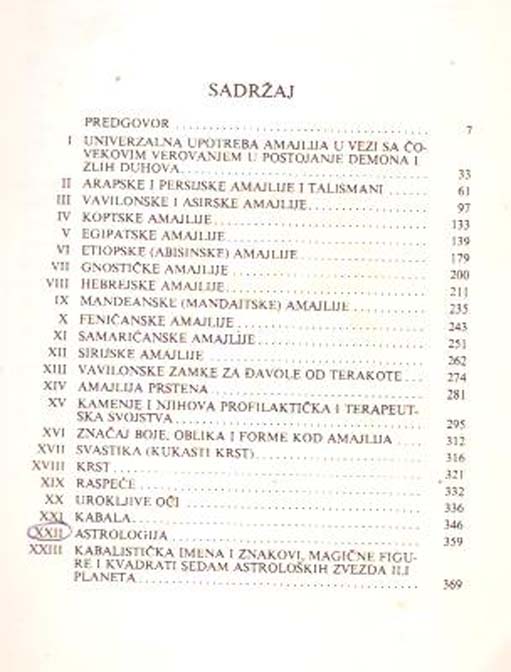 SADRŽAJ
PREDGOVOR ........ 7
I UNIVERZALNA UPOTREBA AMAJLIJA U VEZI SA ČO-
VEKOVIM VEROVANJEM U POSTOJANJE DEMONA I
ZLIH DUHOVA ........ 33
II ARAPSKE I PERSIJSKE AMAJLIJE I TALISMANI ...... 61
III VAVILONSKE I ASIRSKE AMAJLIJE ........ 97
IV KOPTSKE AMAJLIJE ........ 133
V EGIPATSKE AMAJLIJE ........ 139
VI ETIOPSKE (ABISINSKE) AMAJLIJE ........ 179
VII GNOSTIČKE AMAJLIJE ........ 200
VIII HEBREJSKE AMAJLIJE ........ 211
IX MANDEANSKE (MANDAITSKE) AMAJLIJE ........ 235
X FENIČANSKE AMAJLIJE ........ 243
XI SAMARIČANSKE AMAJLIJE ........ 251
XII SIRIJSKE AMAJLIJE ........ 262
XIII VAVILONSKE ZAMKE ZA ĐAVOLE OD TERAKOTE ... 274
XIV AMAJLIJA PRSTENA ........ 281
XV KAMENJE I NJIHOVA PROFILAKTIČKA I TERAPEUT-
SKA SVOJSTVA ........ 295
XVI ZNAČAJ BOJE, OBLIKA I FORME KOD AMAJLIJA .... 312
XVII SVASTIKA (KUKASTI KRST) ........ 316
XVIII KRST ........ 321
XIX RASPEĆE ........ 332
XX UROKLJIVE OČI ........ 336
XXI KABALA ........ 346
XXII ASTROLOGIJA ........ 359
XXIII KABALISTIČKA IMENA I ZNAKOVI, MAGIČNE FIGU-
RE I KVADRATI SEDAM ASTROLOŠKIH ZVEZDA ILI
PLANETA ........ 369